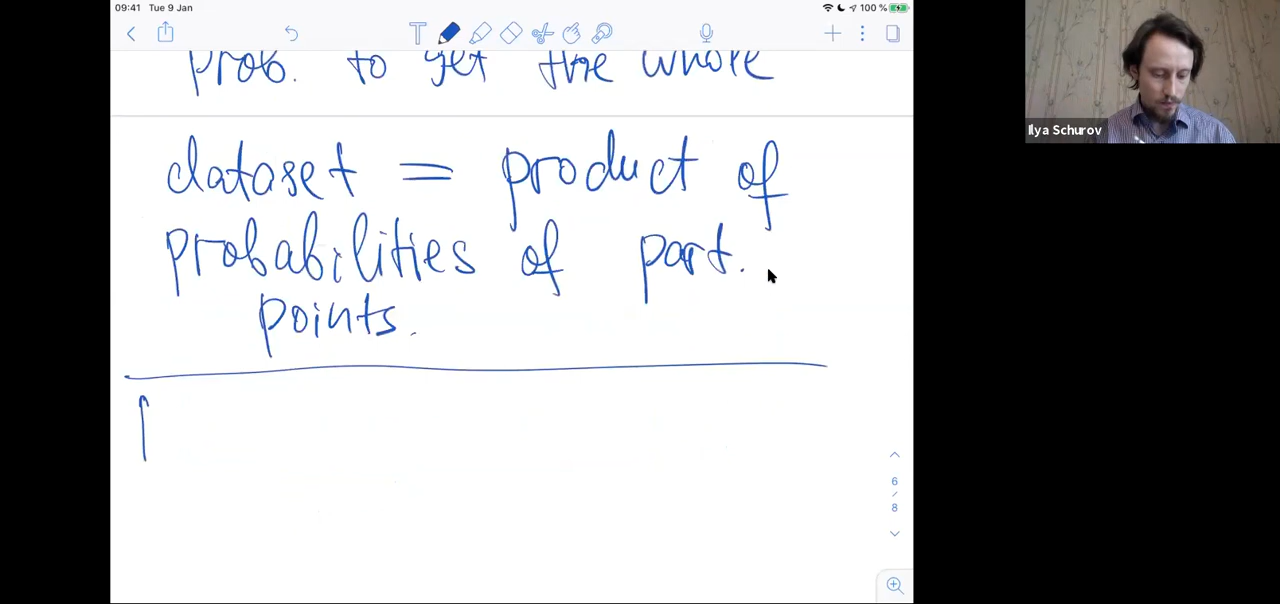 09:41 Tue 9 Jan 100 %
prob. to get the whole
dataset = product of
probabilities of part.
points.
6
/
8
Ilya Schurov